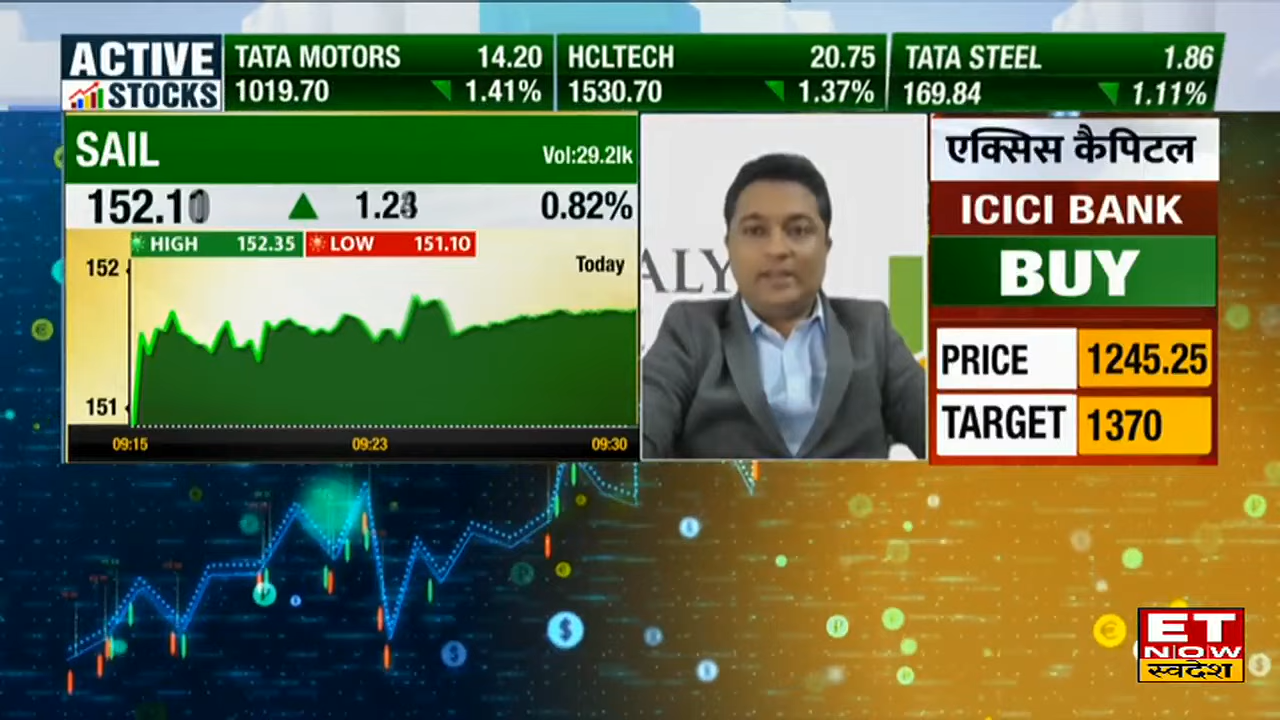 ACTIVE
STOCKS
TATA MOTORS 14.20
1019.70 1.41%
HCLTECH 20.75
1530.70 1.37%
TATA STEEL 1.86
169.84 1.11%
SAIL
Vol:29.2lk
0.82%
HIGH 152.35 LOW 151.10
152
Today
151
09:15 09:23 09:30
ALY
एक्सिस कैपिटल
ICICI BANK
BUY
PRICE 1245.25
TARGET 1370
ET
NOW
स्वदेश